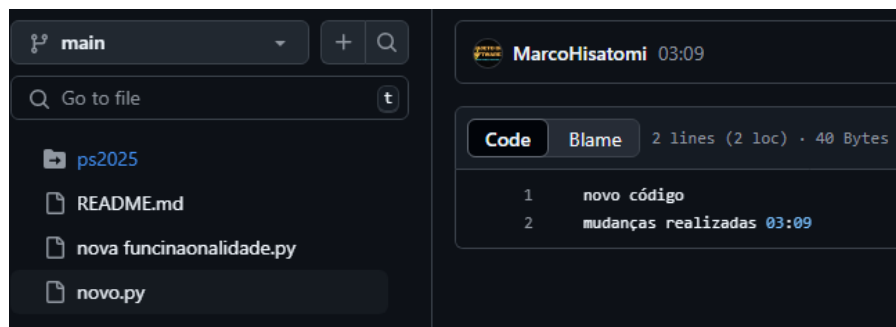 main
Go to file
t
ps2025
README.md
nova funcinaonalidade.py
novo.py
MarcoHisatomi 03:09
Code Blame 2 lines (2 loc) · 40 Bytes
1 novo código
2 mudanças realizadas 03:09